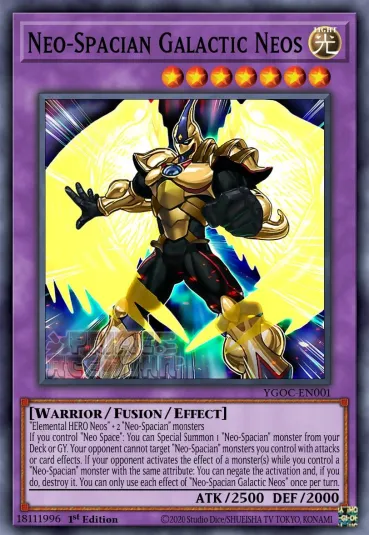 NEO-SPACIAN GALACTIC NEOS
LIGHT
光
YGOC-EN001
[WARRIOR/FUSION/EFFECT]
"Elemental HERO Neos" + 2 "Neo-Spacian" monsters
If you control "Neo Space": You can Special Summon 1 "Neo-Spacian" monster from your
Deck or GY. Your opponent cannot target "Neo-Spacian" monsters you control with attacks
or card effects. If your opponent activates the effect of a monster(s) while you control a
"Neo-Spacian" monster with the same attribute: You can negate the activation and, if you
do, destroy it. You can only use each effect of "Neo-Spacian Galactic Neos" once per turn.
ATK/2500 DEF/2000
18111996 1st Edition ©2020 Studio Dice/SHUEISHA TV TOKYO, KONAMI